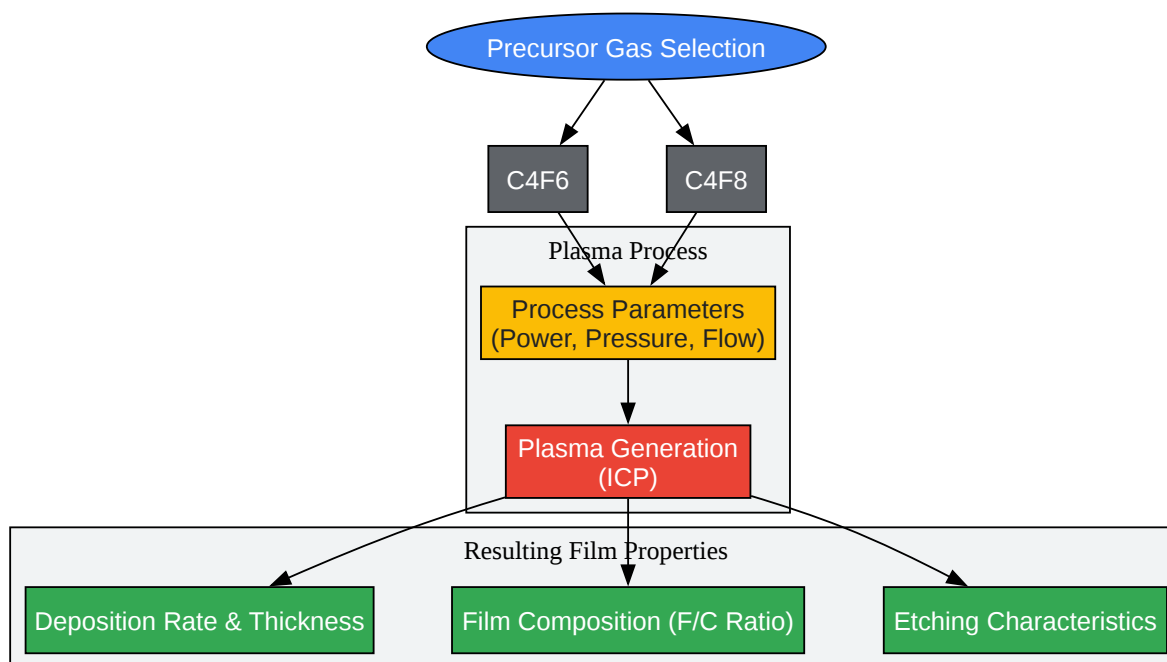 Precursor Gas Selection
C4F6
C4F8
Plasma Process
Process Parameters
(Power, Pressure, Flow)
Plasma Generation
(ICP)
Resulting Film Properties
Deposition Rate & Thickness
Film Composition (F/C Ratio)
Etching Characteristics